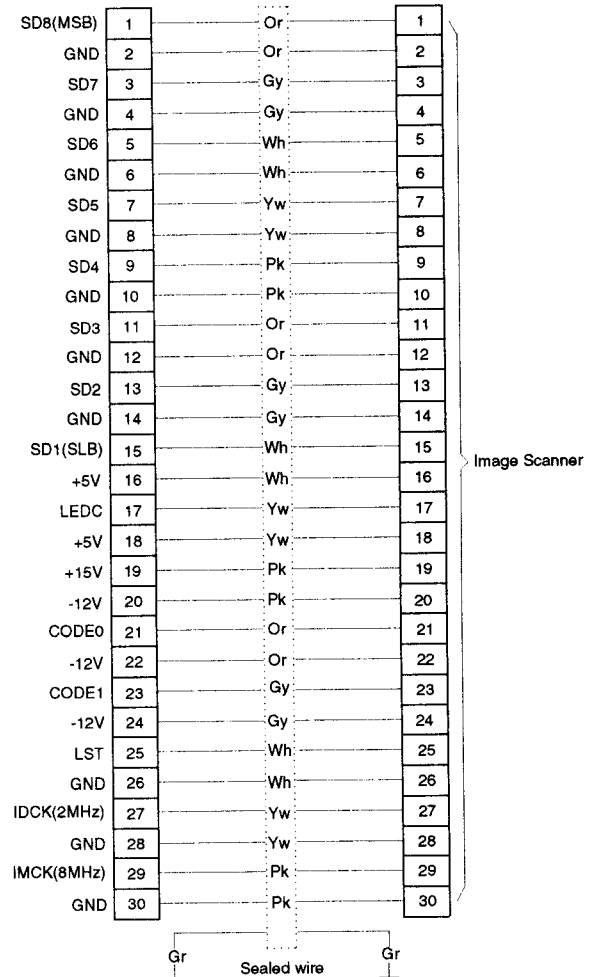 SD8(MSB) 1 Or 1
GND 2 Or 2
SD7 3 Gy 3
GND 4 Gy 4
SD6 5 Wh 5
GND 6 Wh 6
SD5 7 Yw 7
GND 8 Yw 8
SD4 9 Pk 9
GND 10 Pk 10
SD3 11 Or 11
GND 12 Or 12
SD2 13 Gy 13
GND 14 Gy 14
SD1(SLB) 15 Wh 15
Image Scanner
+5V 16 Wh 16
LEDC 17 Yw 17
+5V 18 Yw 18
+15V 19 Pk 19
-12V 20 Pk 20
CODE0 21 Or 21
-12V 22 Or 22
CODE1 23 Gy 23
-12V 24 Gy 24
LST 25 Wh 25
GND 26 Wh 26
IDCK(2MHz) 27 Yw 27
GND 28 Yw 28
IMCK(8MHz) 29 Pk 29
GND 30 Pk 30
Gr Gr
Sealed wire